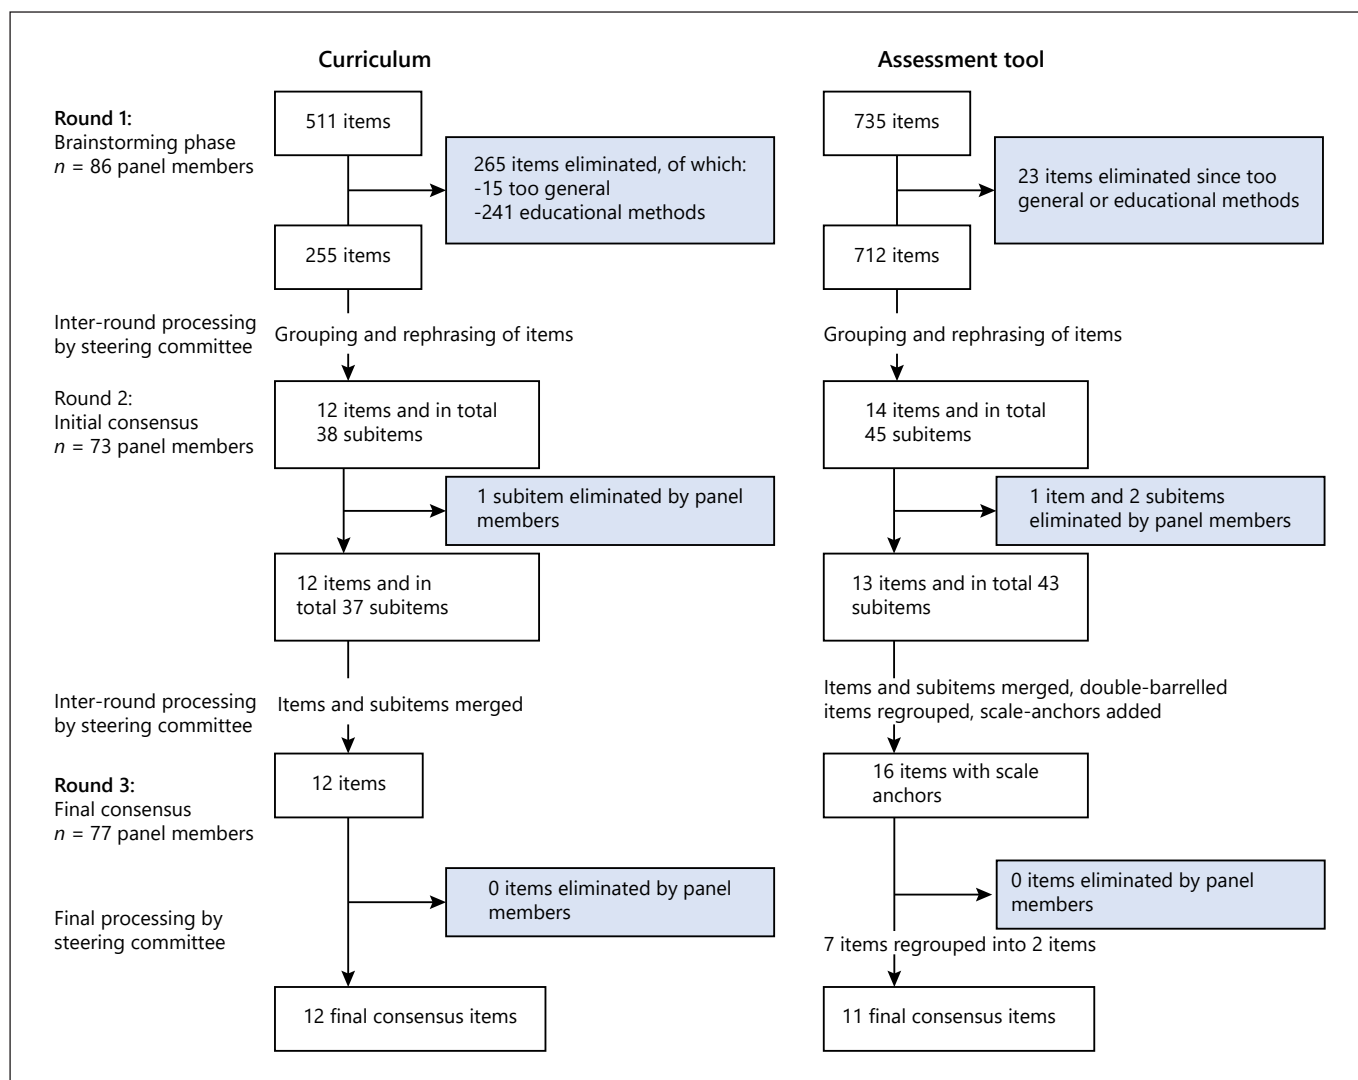 Curriculum
Assessment tool
Round 1:
Brainstorming phase
n = 86 panel members
511 items
735 items
265 items eliminated, of which:
-15 too general
-241 educational methods
23 items eliminated since too
general or educational methods
255 items
712 items
Inter-round processing
by steering committee
Grouping and rephrasing of items
Grouping and rephrasing of items
Round 2:
Initial consensus
n = 73 panel members
12 items and in total
38 subitems
14 items and in total
45 subitems
1 subitem eliminated by panel
members
1 item and 2 subitems
eliminated by panel members
12 items and in
total 37 subitems
13 items and in total 43
subitems
Inter-round processing
by steering committee
Items and subitems merged
Items and subitems merged, double-barrelled
items regrouped, scale-anchors added
Round 3:
Final consensus
n = 77 panel members
12 items
16 items with scale
anchors
0 items eliminated by panel
members
0 items eliminated by panel
members
Final processing by
steering committee
7 items regrouped into 2 items
12 final consensus items
11 final consensus items